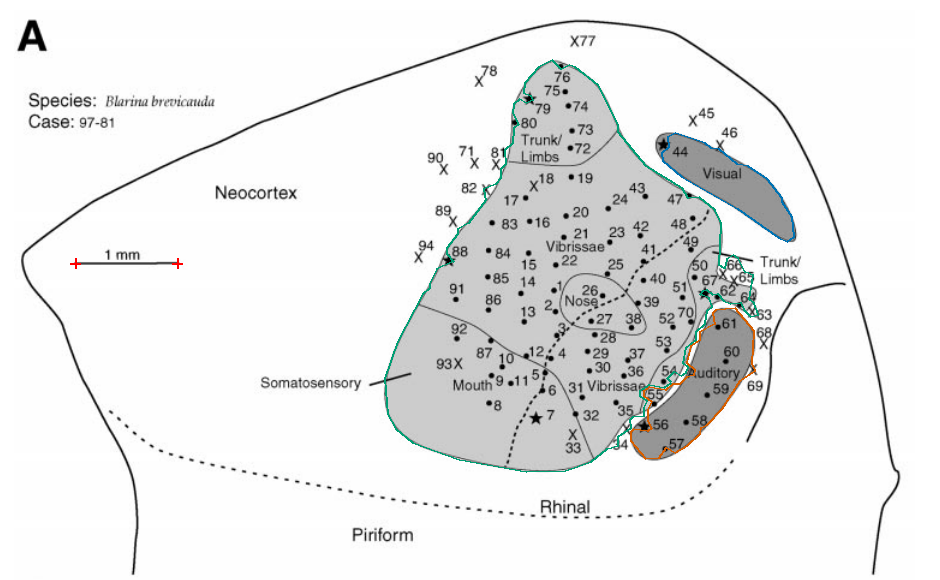 A
Species: Blarina brevicauda
Case: 97-81
X77
X78
76
75
79
74
80
73
Trunk/
Limbs
72
X45
46
X
44
Visual
90
X
71
X
81
X
82 X
X18
19
17
43
47
24
Neocortex
89
X
83
16
20
48
94
X
88
84
21
23
42
Vibrissae
49
41
15
22
1 mm
25
50
Trunk/
Limbs
66
X
X65
85
14
1
26
40
51
67
62
64
X
91
Nose
86
2
39
63
13
27
38
52
70
61
68
X
92
3
28
53
87
12
4
29
37
60
93X
10
5
30
36
54
Auditory
X
69
Somatosensory
Mouth
9
11
6
31
Vibrissae
55
59
8
7
32
35
56
58
X
33
X
34
57
Rhinal
Piriform